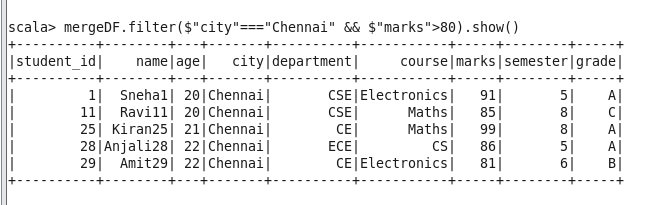 scala> mergeDF.filter($"city"==="Chennai" && $"marks">80).show()
+----------+--------+---+-------+----------+-----------+-----+--------+-----+
|student_id|    name|age|   city|department|     course|marks|semester|grade|
+----------+--------+---+-------+----------+-----------+-----+--------+-----+
|         1|  Sneha1| 20|Chennai|       CSE|Electronics|   91|       5|    A|
|        11|  Ravi11| 20|Chennai|       CSE|      Maths|   85|       8|    C|
|        25| Kiran25| 21|Chennai|        CE|      Maths|   99|       8|    A|
|        28|Anjali28| 22|Chennai|       ECE|         CS|   86|       5|    A|
|        29|  Amit29| 22|Chennai|        CE|Electronics|   81|       6|    B|
+----------+--------+---+-------+----------+-----------+-----+--------+-----+